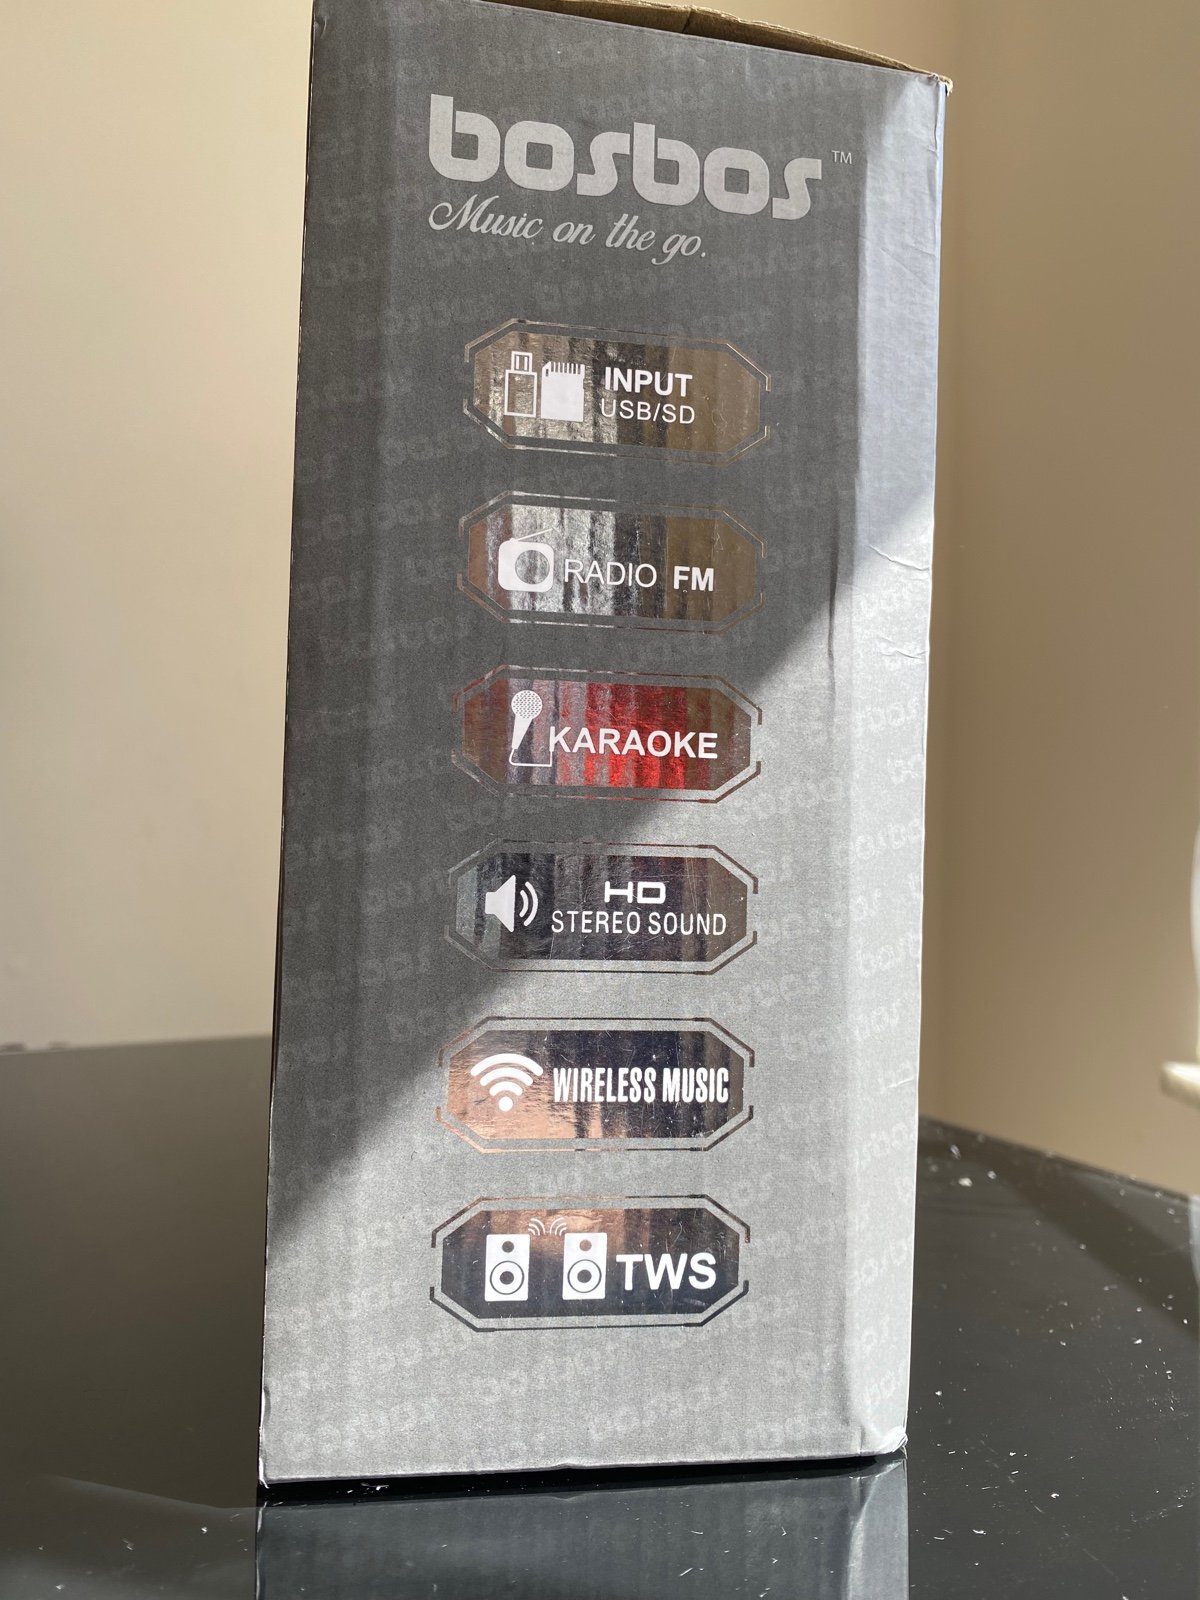 bosbos™
Music on the go.
INPUT
USB/SD
RADIO FM
KARAOKE
HD
STEREO SOUND
WIRELESS MUSIC
TWS